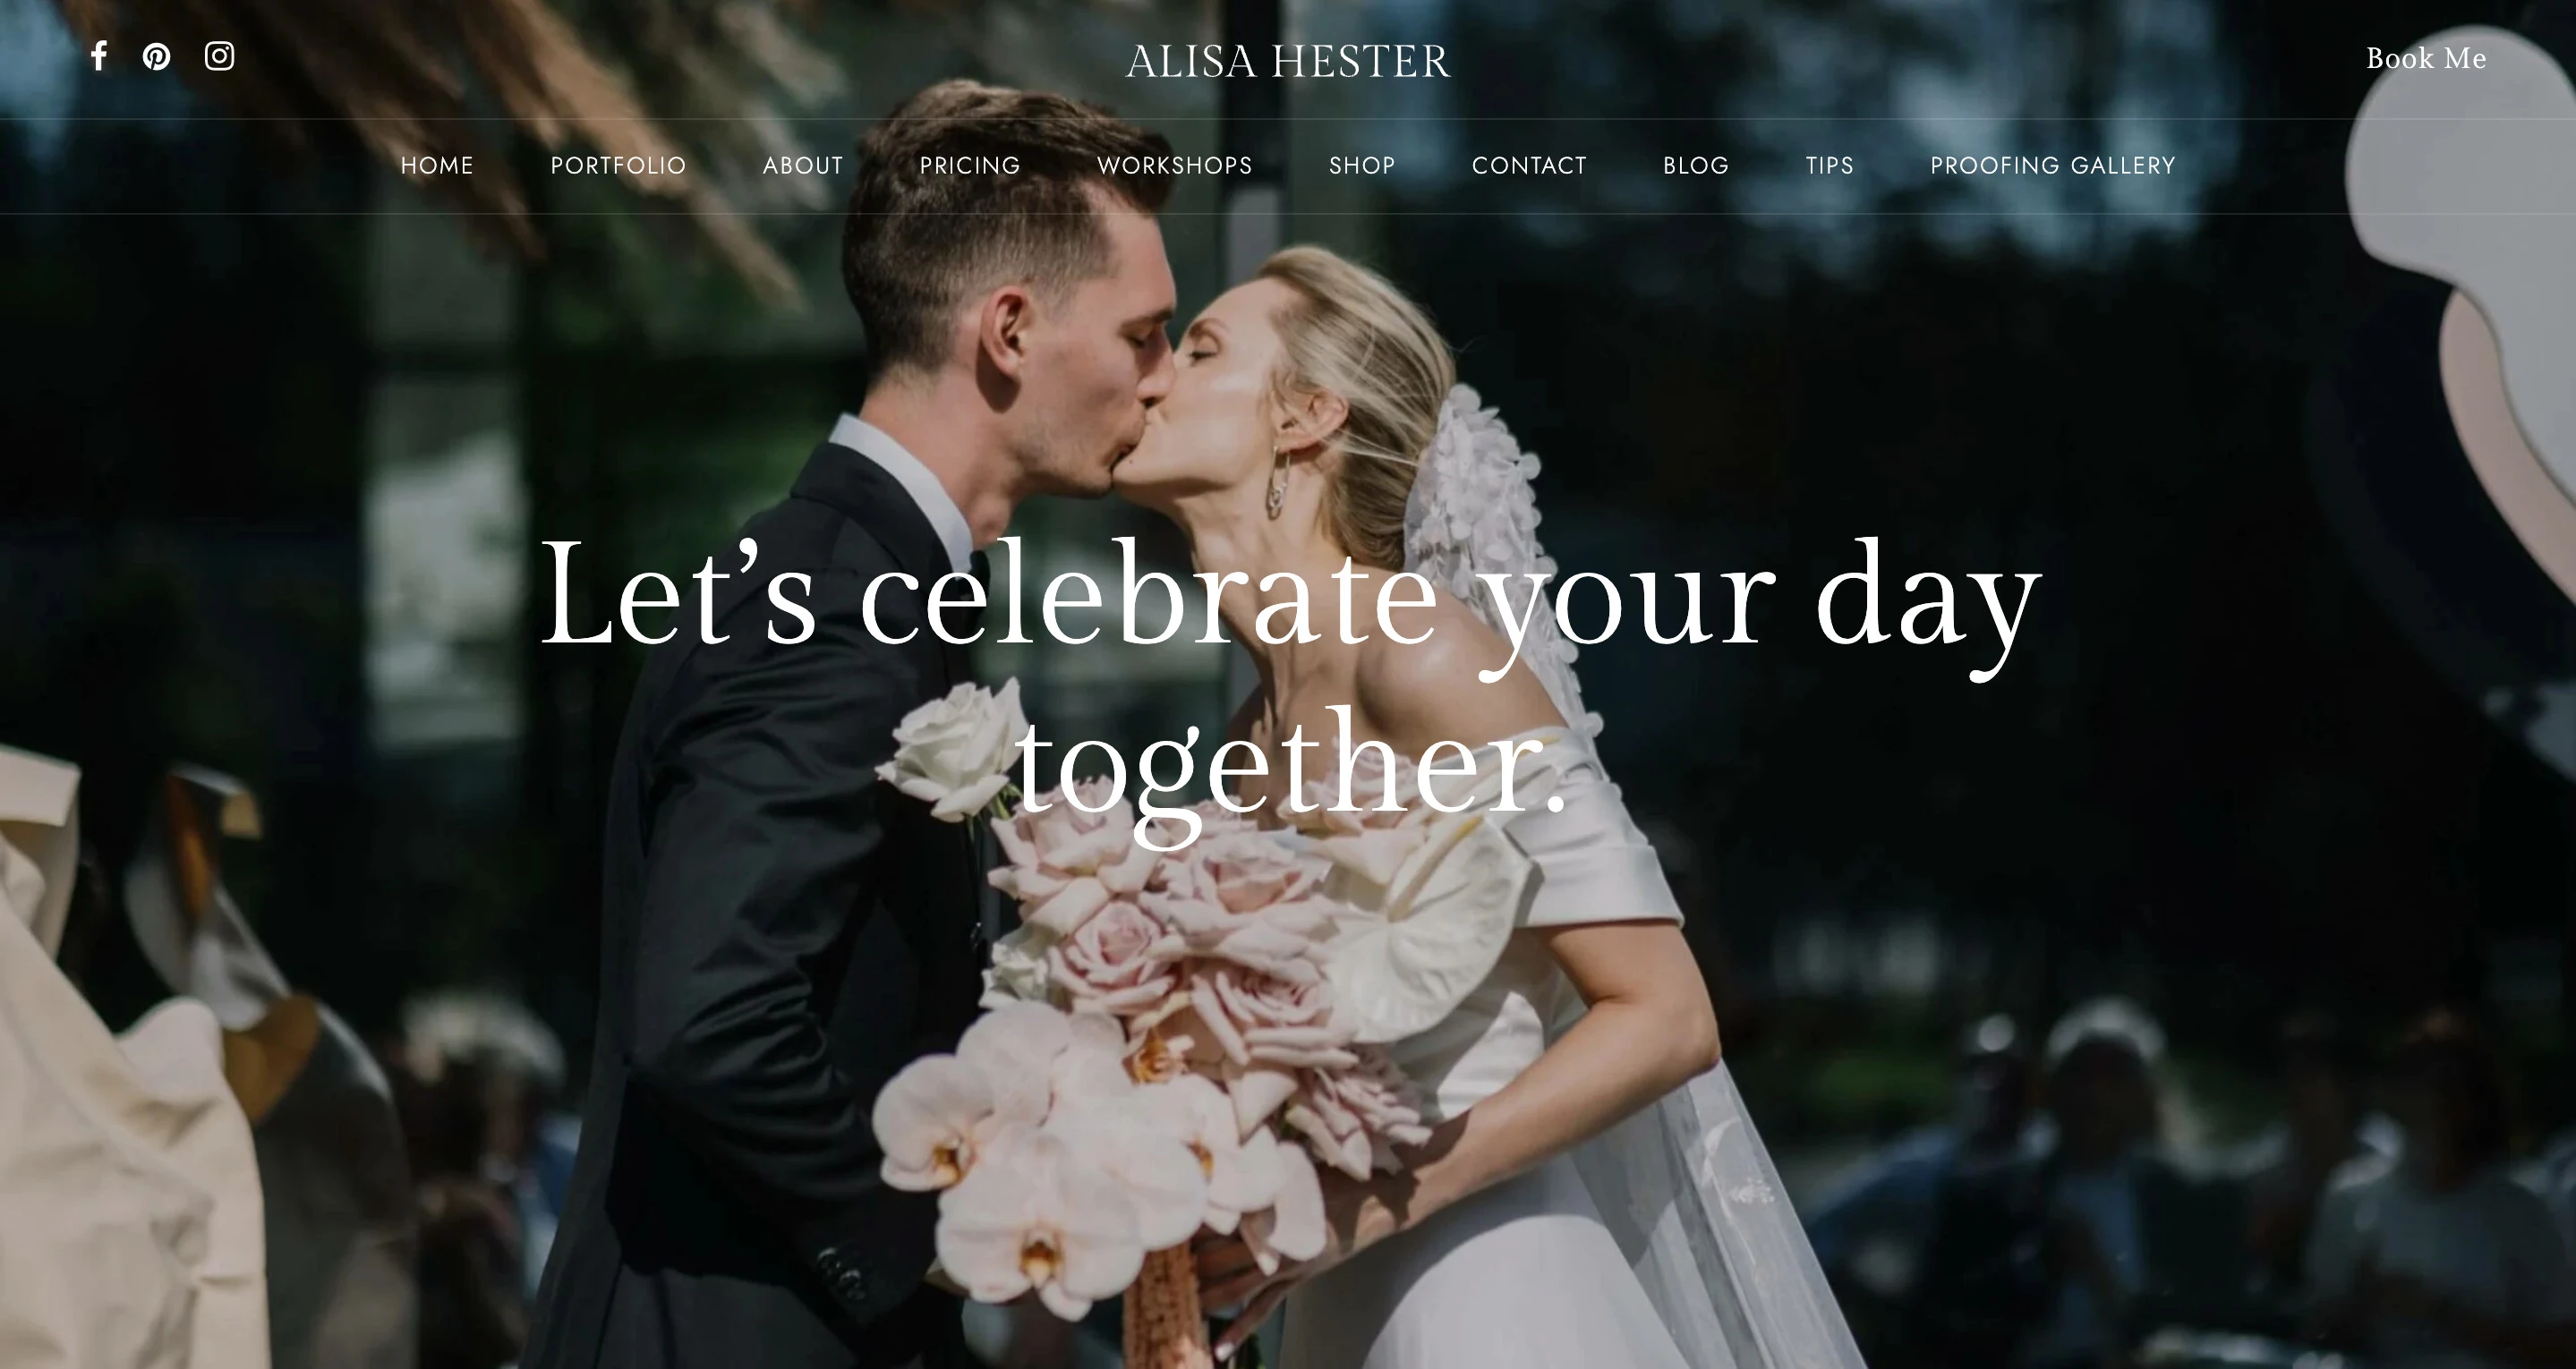 ALISA HESTER
Book Me
HOME PORTFOLIO ABOUT PRICING WORKSHOPS SHOP CONTACT BLOG TIPS PROOFING GALLERY
Let’s celebrate your day
together.